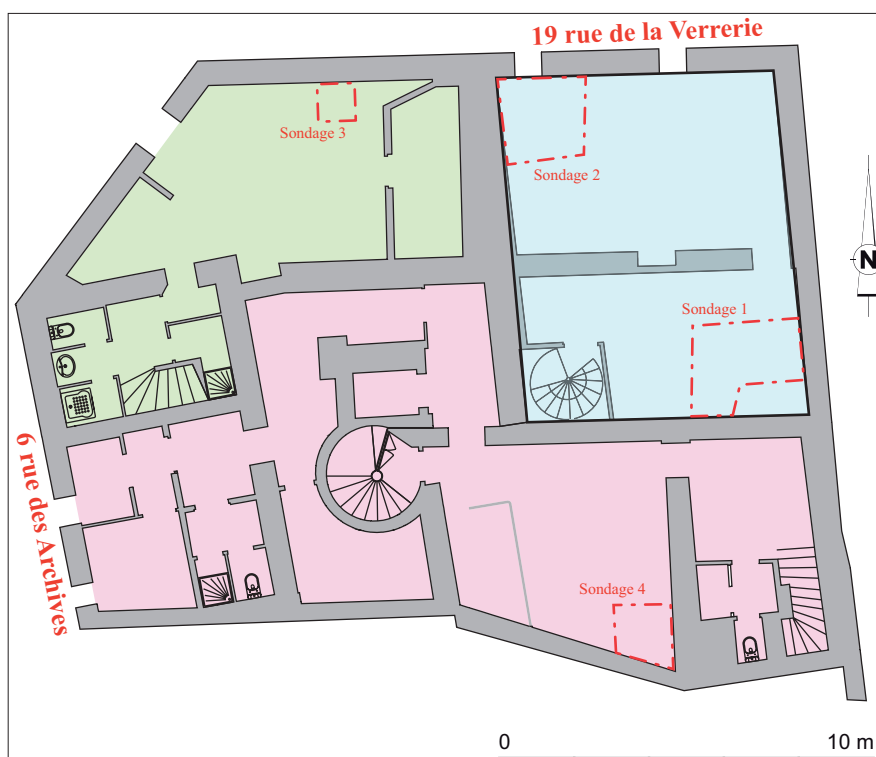 19 rue de la Verrerie
Sondage 3
Sondage 2
N
Sondage 1
6 rue des Archives
Sondage 4
0 10 m